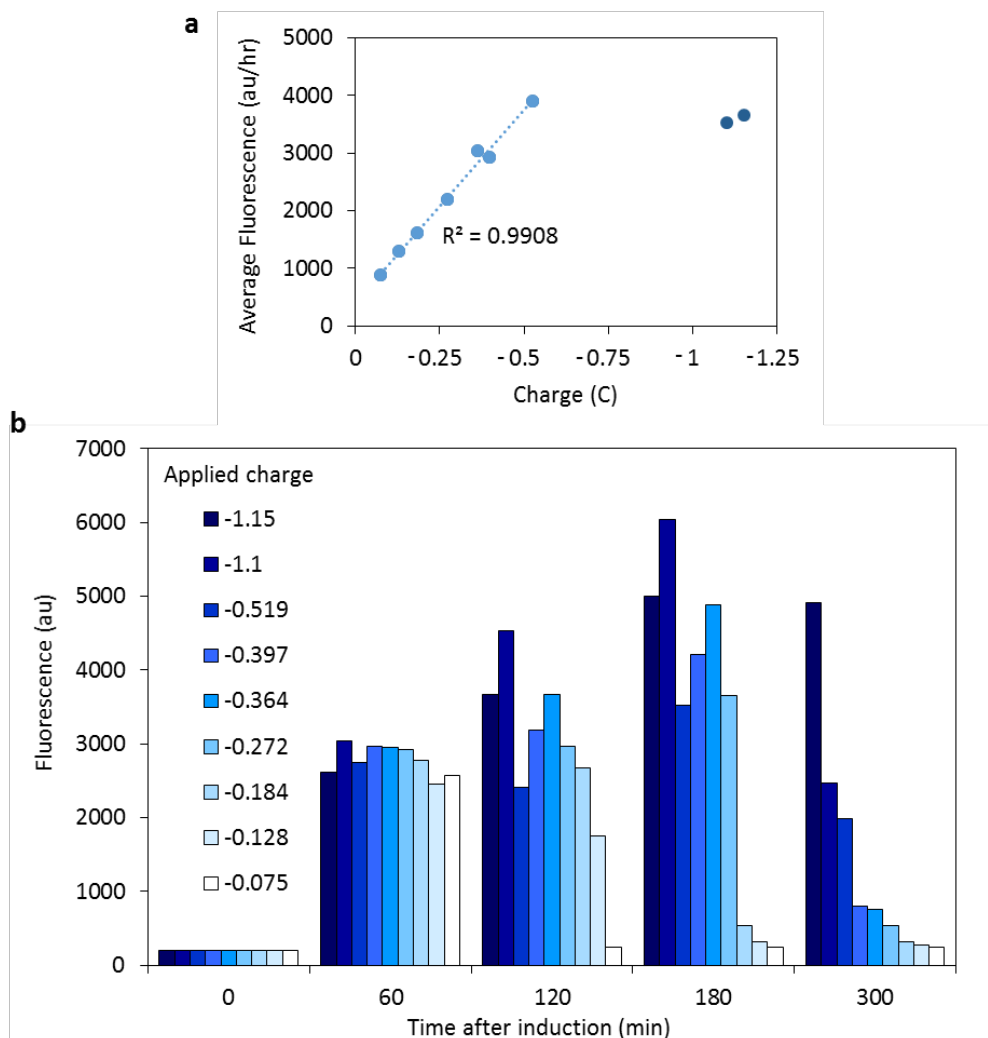 a
5000
4000
3000
2000
1000
0
Average Fluorescence (au/hr)
R² = 0.9908
0 -0.25 -0.5 -0.75 -1 -1.25
Charge (C)
b
7000
6000
5000
4000
3000
2000
1000
0
Fluorescence (au)
Applied charge
-1.15
-1.1
-0.519
-0.397
-0.364
-0.272
-0.184
-0.128
-0.075
0 60 120 180 300
Time after induction (min)